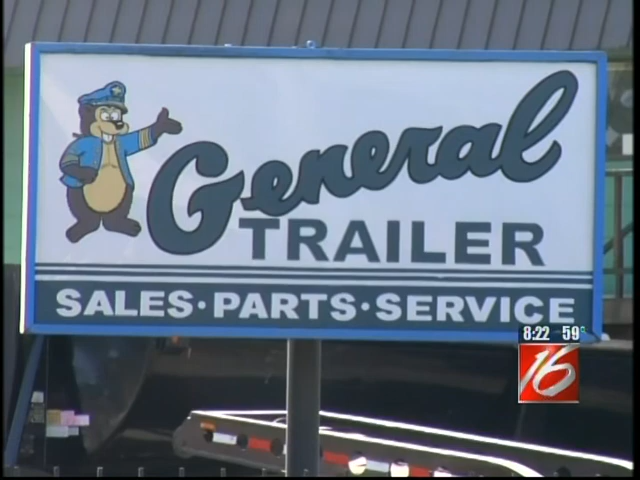 General
TRAILER
SALES·PARTS·SERVICE
8:22 59°
16